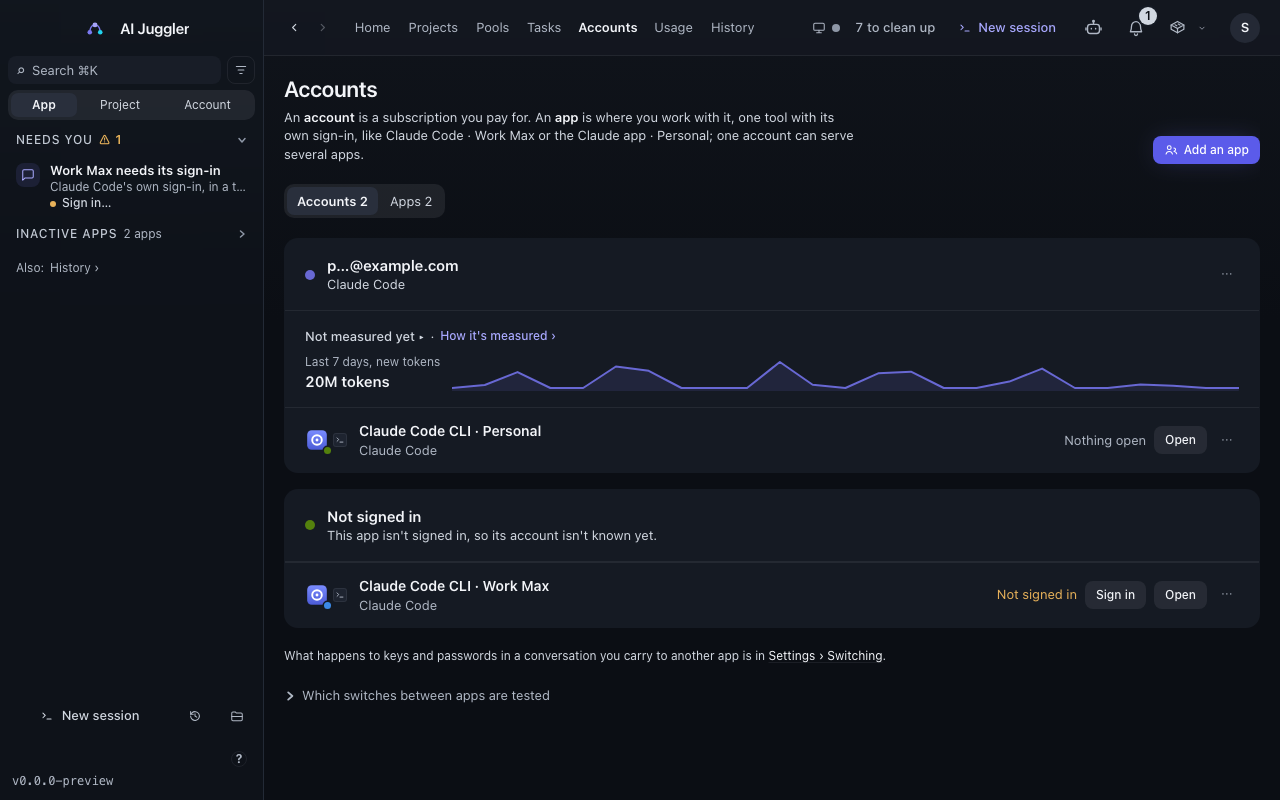 AI Juggler
Search ⌘K
App Project Account
NEEDS YOU 1
Work Max needs its sign-in
Claude Code's own sign-in, in a t...
Sign in...
INACTIVE APPS 2 apps
Also: History ›
New session
?
v0.0.0-preview
Home Projects Pools Tasks Accounts Usage History
7 to clean up
New session
1
S
Accounts
An account is a subscription you pay for. An app is where you work with it, one tool with its
own sign-in, like Claude Code · Work Max or the Claude app · Personal; one account can serve
several apps.
Add an app
Accounts 2 Apps 2
p...@example.com
Claude Code
Not measured yet ▸ · How it's measured ›
Last 7 days, new tokens
20M tokens
Claude Code CLI · Personal
Claude Code
Nothing open Open ...
Not signed in
This app isn't signed in, so its account isn't known yet.
Claude Code CLI · Work Max
Claude Code
Not signed in Sign in Open ...
What happens to keys and passwords in a conversation you carry to another app is in Settings › Switching.
Which switches between apps are tested